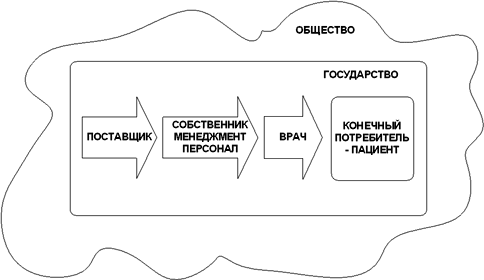 ОБЩЕСТВО
ГОСУДАРСТВО
ПОСТАВЩИК
СОБСТВЕННИК
МЕНЕДЖМЕНТ
ПЕРСОНАЛ
ВРАЧ
КОНЕЧНЫЙ
ПОТРЕБИТЕЛЬ
- ПАЦИЕНТ